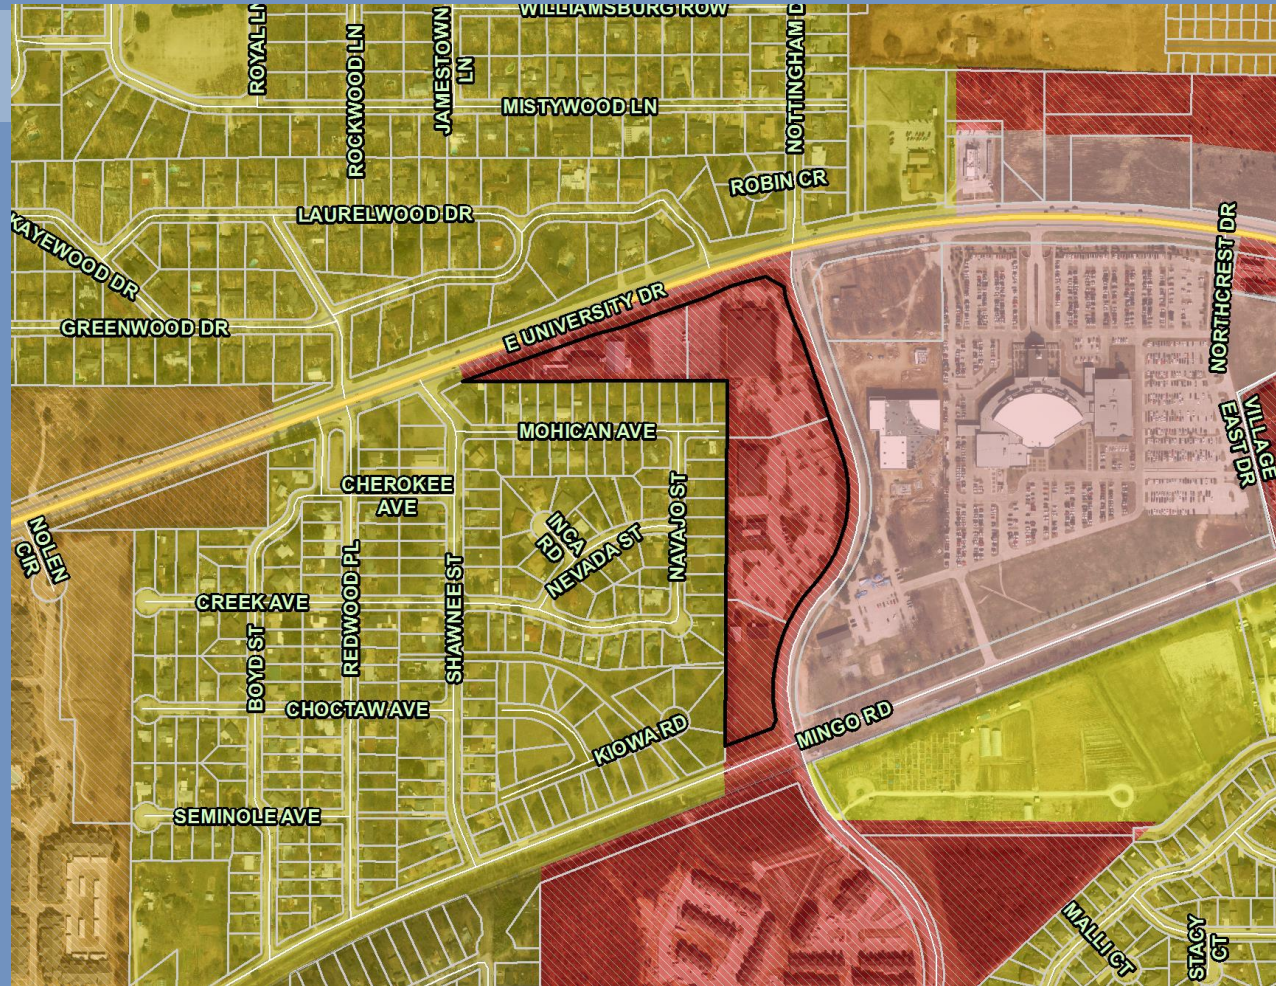 WILLIAMSBURG ROW
ROYAL LN
ROCKWOOD LN
JAMESTOWN
LN
NOTTINGHAM D
MISTYWOOD LN
ROBIN CR
LAURELWOOD DR
KAYEWOOD DR
GREENWOOD DR
E UNIVERSITY DR
NORTHCREST DR
VILLAGE
EAST DR
MOHICAN AVE
CHEROKEE
AVE
NAVAJO ST
INCA
RD
NEVADA ST
NOLEN
CIR
CREEK AVE
REDWOOD PL
SHAWNEE ST
BOYD ST
CHOCTAW AVE
KIOWA RD
MINGO RD
SEMINOLE AVE
MALLI CT
STACY
CT